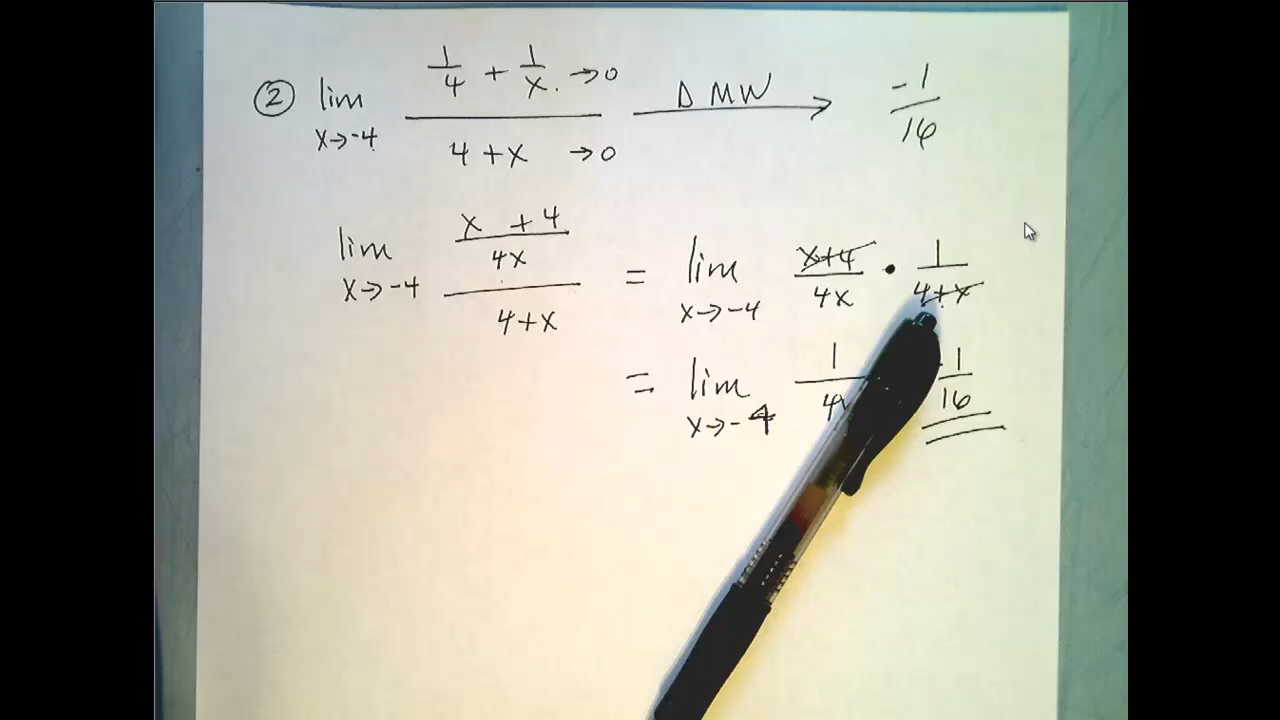 ② lim x→-4 (1/4 + 1/x →0) / (4+x →0) DMW → -1/16
lim x→-4 ((x +4)/4x) / (4+x) = lim x→-4 (x+4)/4x • 1/(4+x)
= lim x→-4 1/4x 1/16